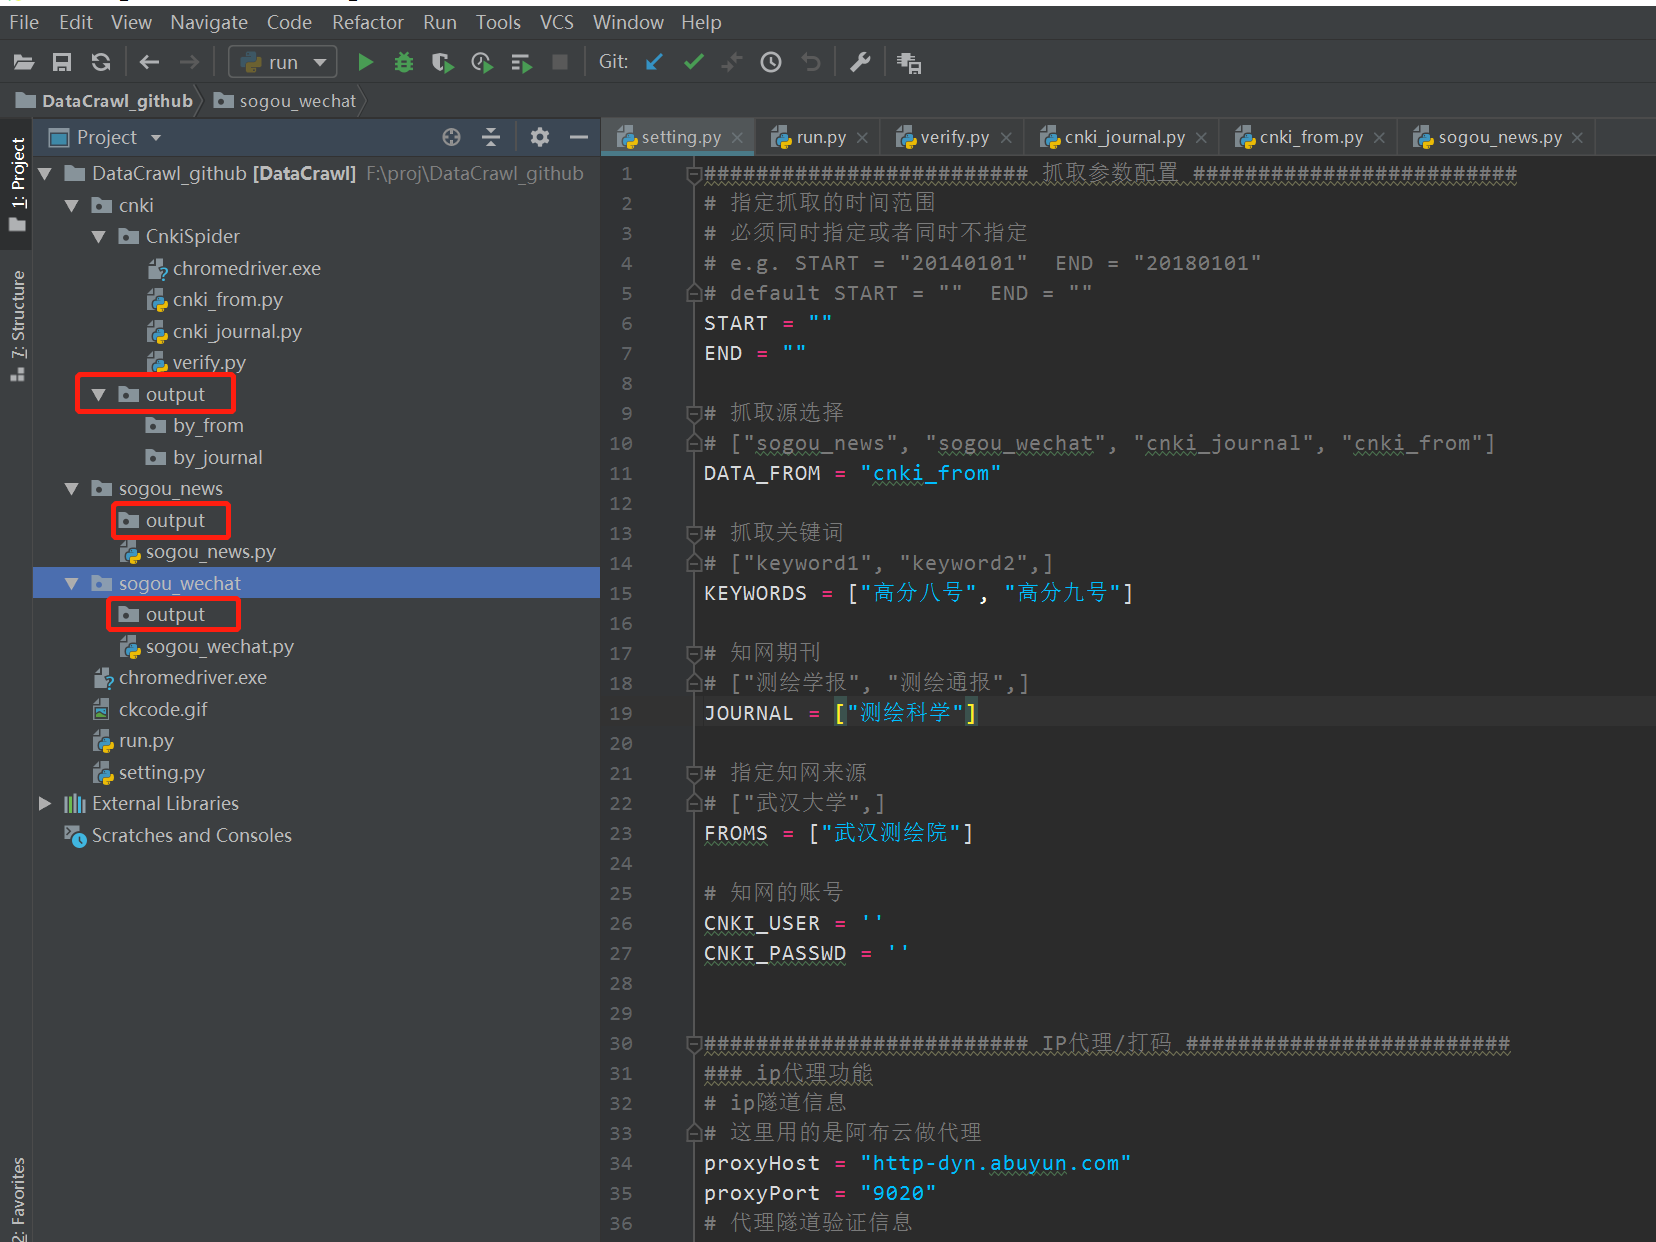 File Edit View Navigate Code Refactor Run Tools VCS Window Help
run Git:
DataCrawl_github sogou_wechat
1: Project
7: Structure
2: Favorites
Project
DataCrawl_github [DataCrawl] F:\proj\DataCrawl_github
cnki
CnkiSpider
chromedriver.exe
cnki_from.py
cnki_journal.py
verify.py
output
by_from
by_journal
sogou_news
output
sogou_news.py
sogou_wechat
output
sogou_wechat.py
chromedriver.exe
ckcode.gif
run.py
setting.py
External Libraries
Scratches and Consoles
setting.py run.py verify.py cnki_journal.py cnki_from.py sogou_news.py
1 ######################### 抓取参数配置 #########################
2 # 指定抓取的时间范围
3 # 必须同时指定或者同时不指定
4 # e.g. START = "20140101"  END = "20180101"
5 # default START = ""  END = ""
6 START = ""
7 END = ""
8
9 # 抓取源选择
10 # ["sogou_news", "sogou_wechat", "cnki_journal", "cnki_from"]
11 DATA_FROM = "cnki_from"
12
13 # 抓取关键词
14 # ["keyword1", "keyword2",]
15 KEYWORDS = ["高分八号", "高分九号"]
16
17 # 知网期刊
18 # ["测绘学报", "测绘通报",]
19 JOURNAL = ["测绘科学"]
20
21 # 指定知网来源
22 # ["武汉大学",]
23 FROMS = ["武汉测绘院"]
24
25 # 知网的账号
26 CNKI_USER = ''
27 CNKI_PASSWD = ''
28
29
30 ######################### IP代理/打码 #########################
31 ### ip代理功能
32 # ip隧道信息
33 # 这里用的是阿布云做代理
34 proxyHost = "http-dyn.abuyun.com"
35 proxyPort = "9020"
36 # 代理隧道验证信息